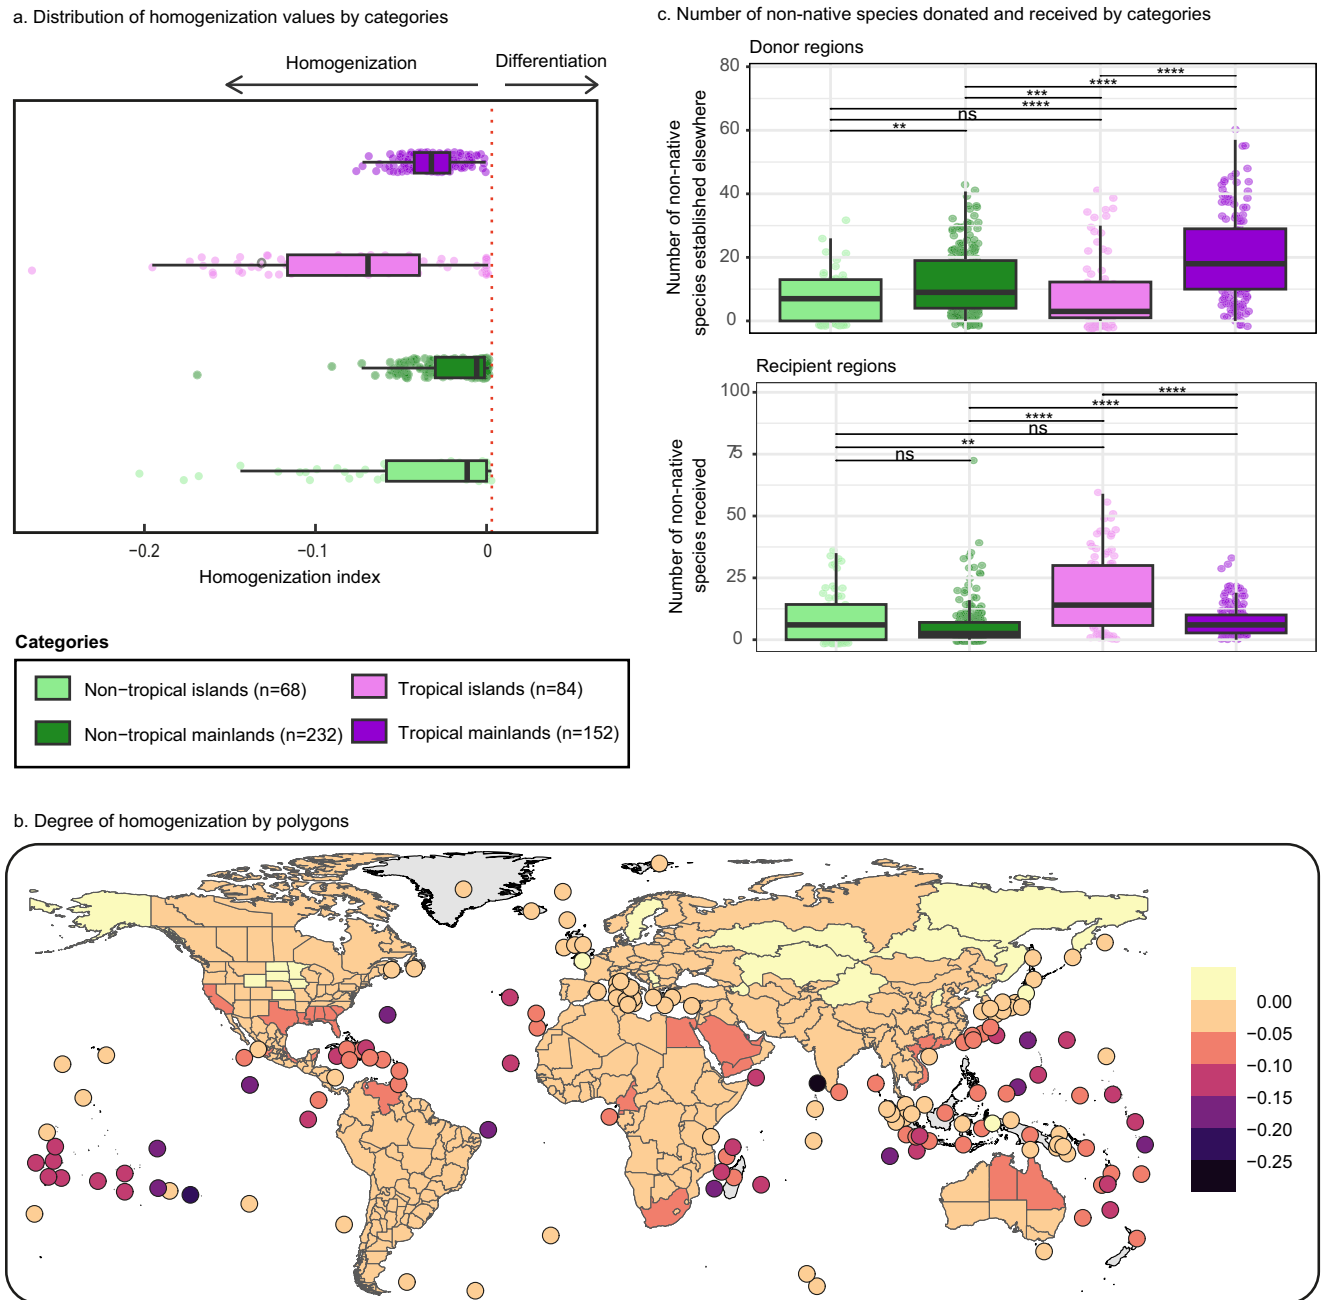 a. Distribution of homogenization values by categories
Homogenization
Differentiation
−0.2
−0.1
0
Homogenization index
Categories
Non−tropical islands (n=68)
Tropical islands (n=84)
Non−tropical mainlands (n=232)
Tropical mainlands (n=152)
c. Number of non-native species donated and received by categories
Donor regions
Number of non-native
species established elsewhere
80
60
40
20
0
****
****
***
****
ns
**
Recipient regions
Number of non-native
species received
100
75
50
25
0
****
****
****
ns
**
ns
b. Degree of homogenization by polygons
0.00
−0.05
−0.10
−0.15
−0.20
−0.25